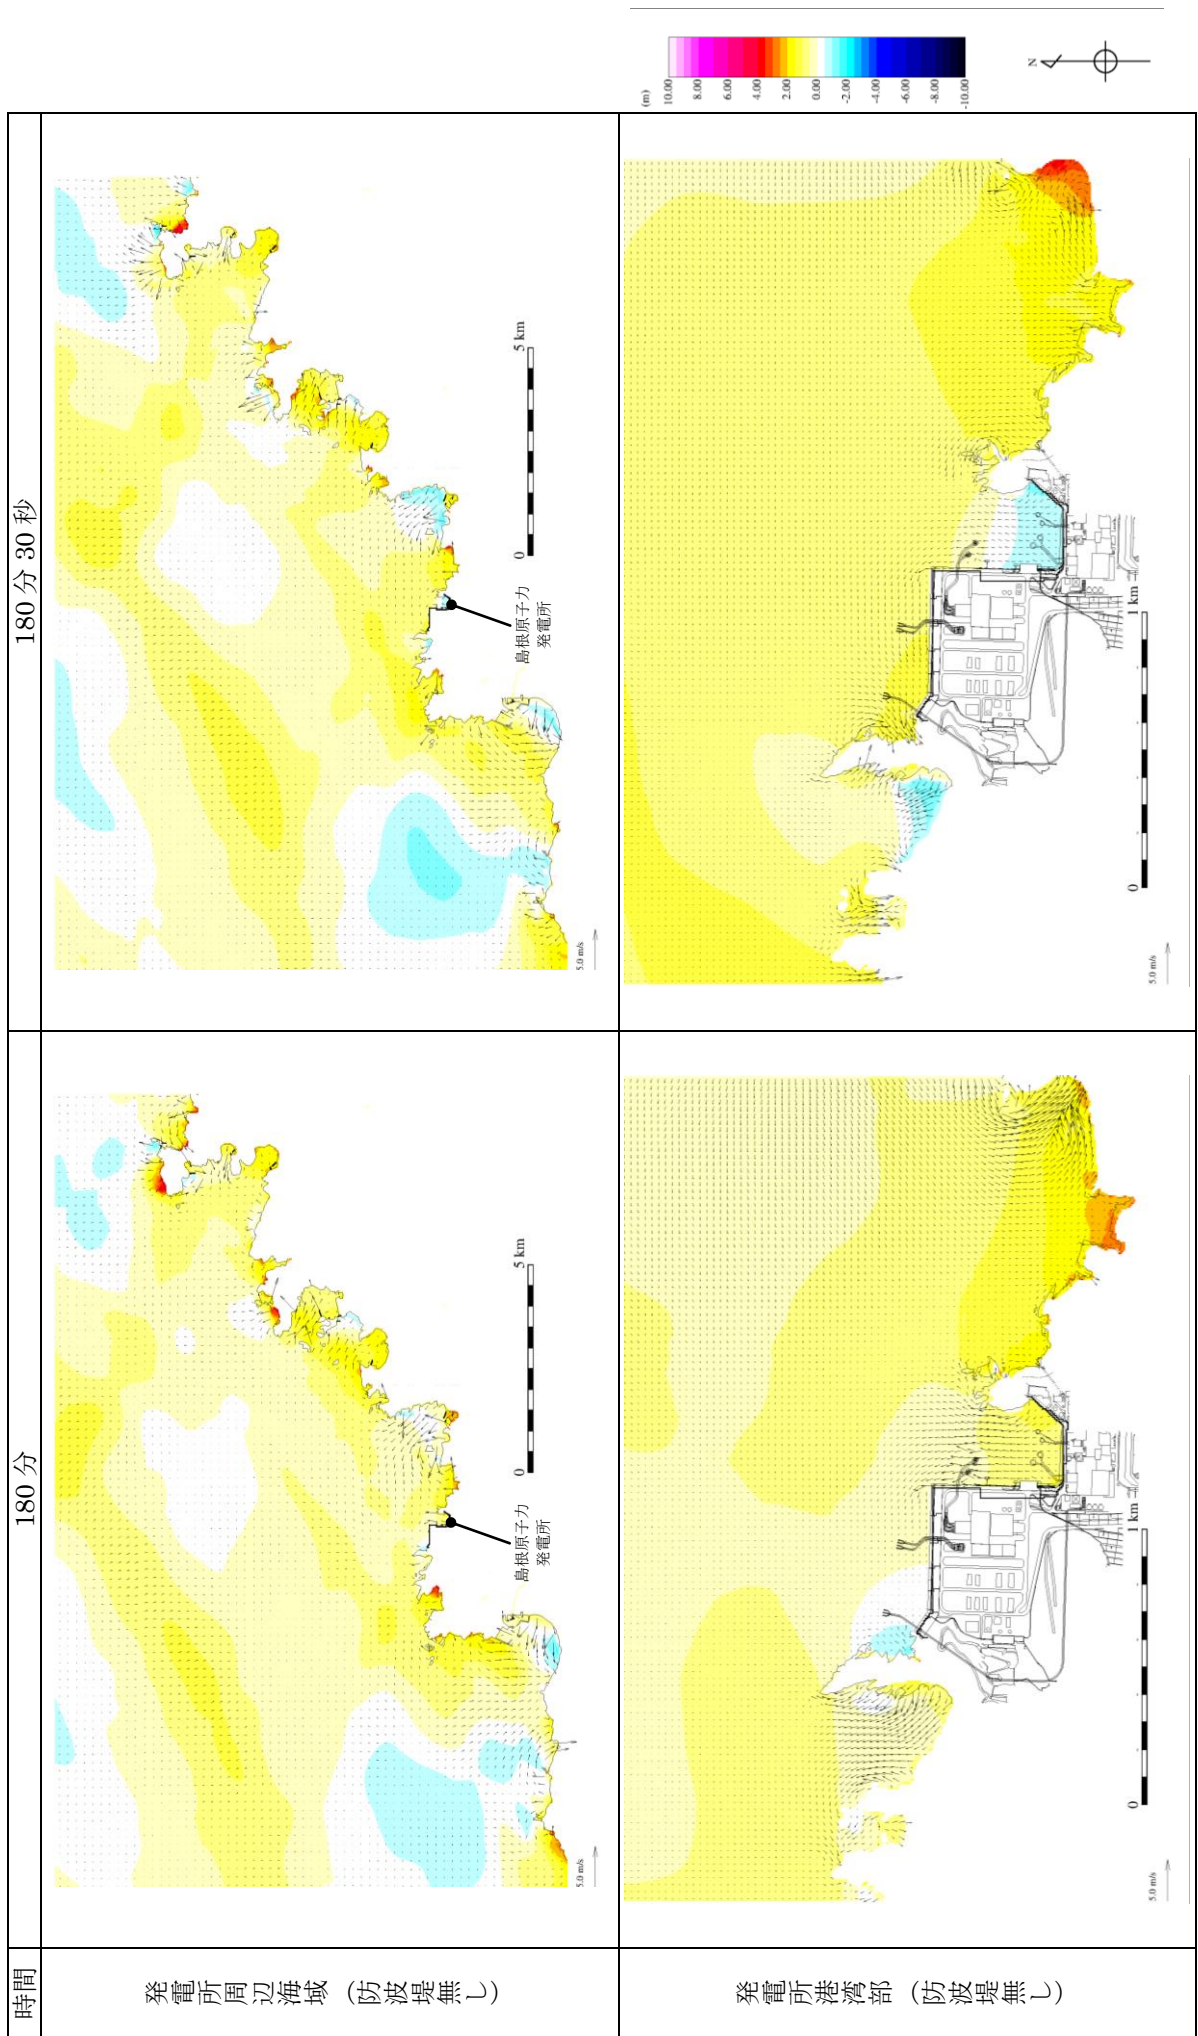 時間
180分
180分30秒
発電所周辺海域（防波堤無し）
島根原子力
発電所
0
5 km
5.0 m/s
島根原子力
発電所
0
5 km
5.0 m/s
発電所港湾部（防波堤無し）
0
1 km
5.0 m/s
0
1 km
5.0 m/s
(m)
10.00
8.00
6.00
4.00
2.00
0.00
-2.00
-4.00
-6.00
-8.00
-10.00
N